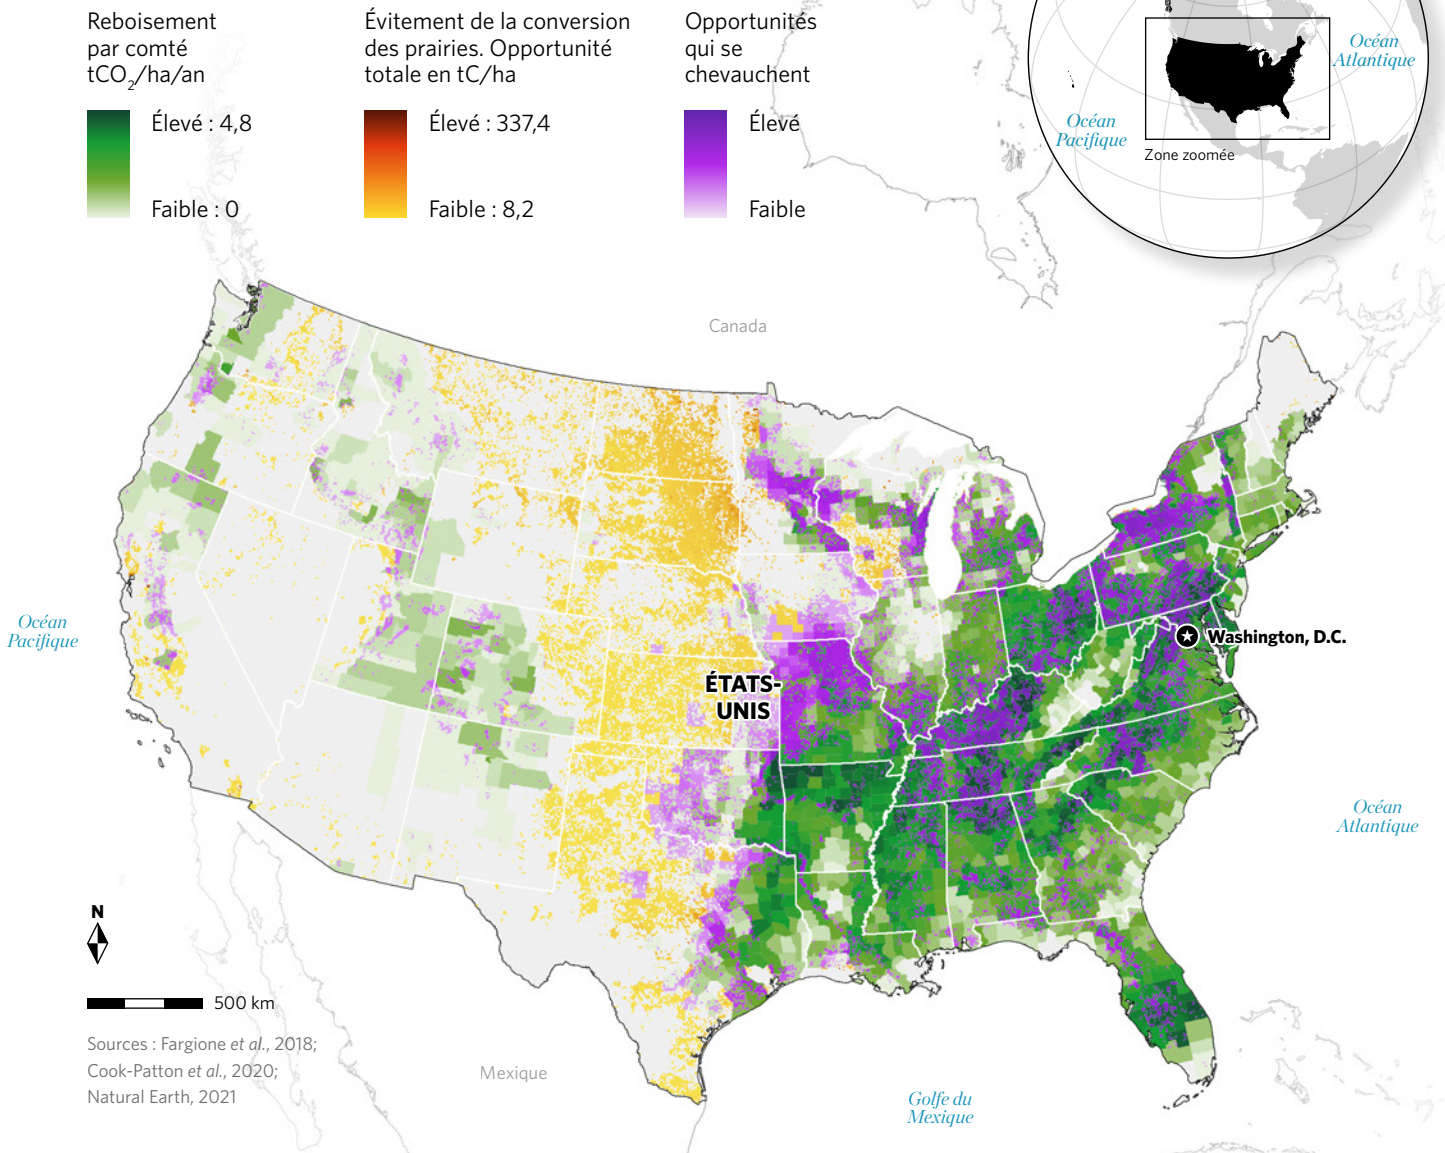 Reboisement
par comté
tCO₂/ha/an
Élevé : 4,8
Faible : 0
Évitement de la conversion
des prairies. Opportunité
totale en tC/ha
Élevé : 337,4
Faible : 8,2
Opportunités
qui se
chevauchent
Élevé
Faible
Océan
Atlantique
Océan
Pacifique
Zone zoomée
Canada
Océan
Pacifique
Washington, D.C.
ÉTATS-
UNIS
Océan
Atlantique
N
500 km
Sources : Fargione et al., 2018;
Cook-Patton et al., 2020;
Natural Earth, 2021
Mexique
Golfe du
Mexique